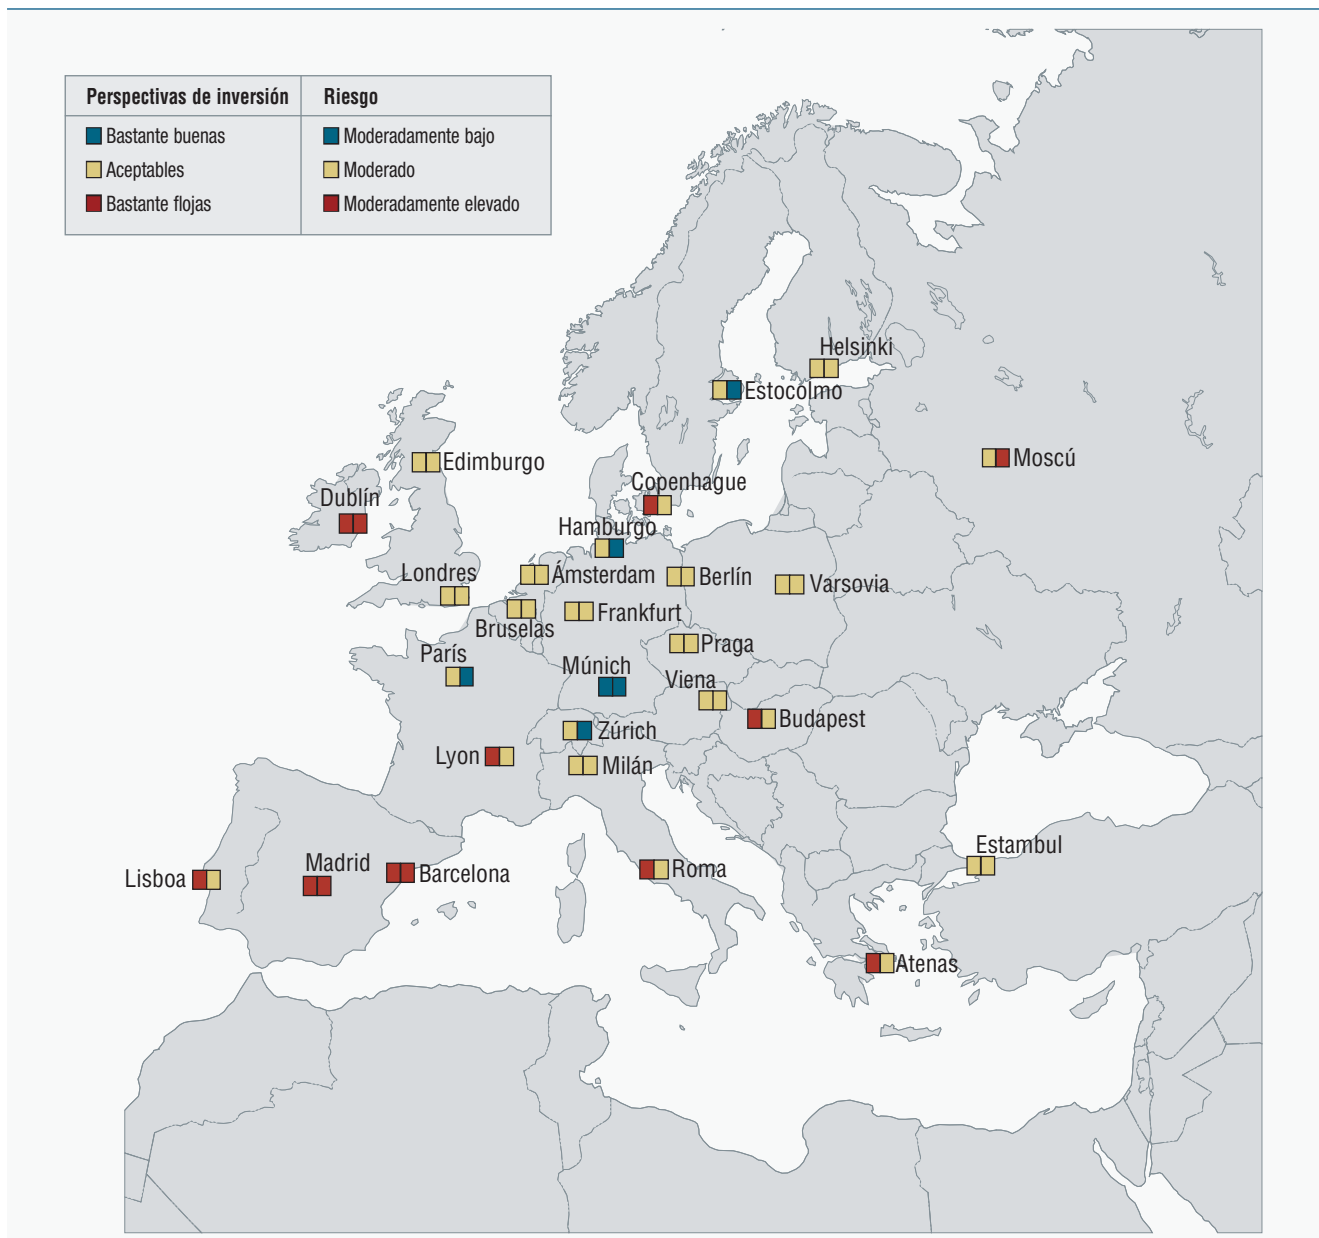 Perspectivas de inversión
Riesgo
Bastante buenas
Moderadamente bajo
Aceptables
Moderado
Bastante flojas
Moderadamente elevado
Helsinki
Estocolmo
Moscú
Edimburgo
Copenhague
Dublín
Hamburgo
Londres
Ámsterdam
Berlín
Varsovia
Frankfurt
Bruselas
Praga
París
Múnich
Viena
Budapest
Zúrich
Lyon
Milán
Estambul
Madrid
Barcelona
Roma
Lisboa
Atenas